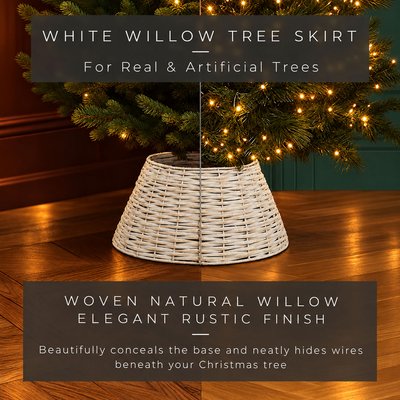 WHITE WILLOW TREE SKIRT
For Real & Artificial Trees
WOVEN NATURAL WILLOW
ELEGANT RUSTIC FINISH
Beautifully conceals the base and neatly hides wires
beneath your Christmas tree